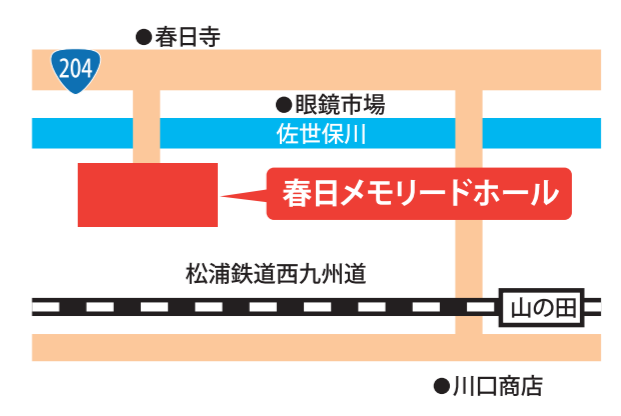 ●春日寺
204
●眼鏡市場
佐世保川
春日メモリードホール
松浦鉄道西九州道
山の田
●川口商店